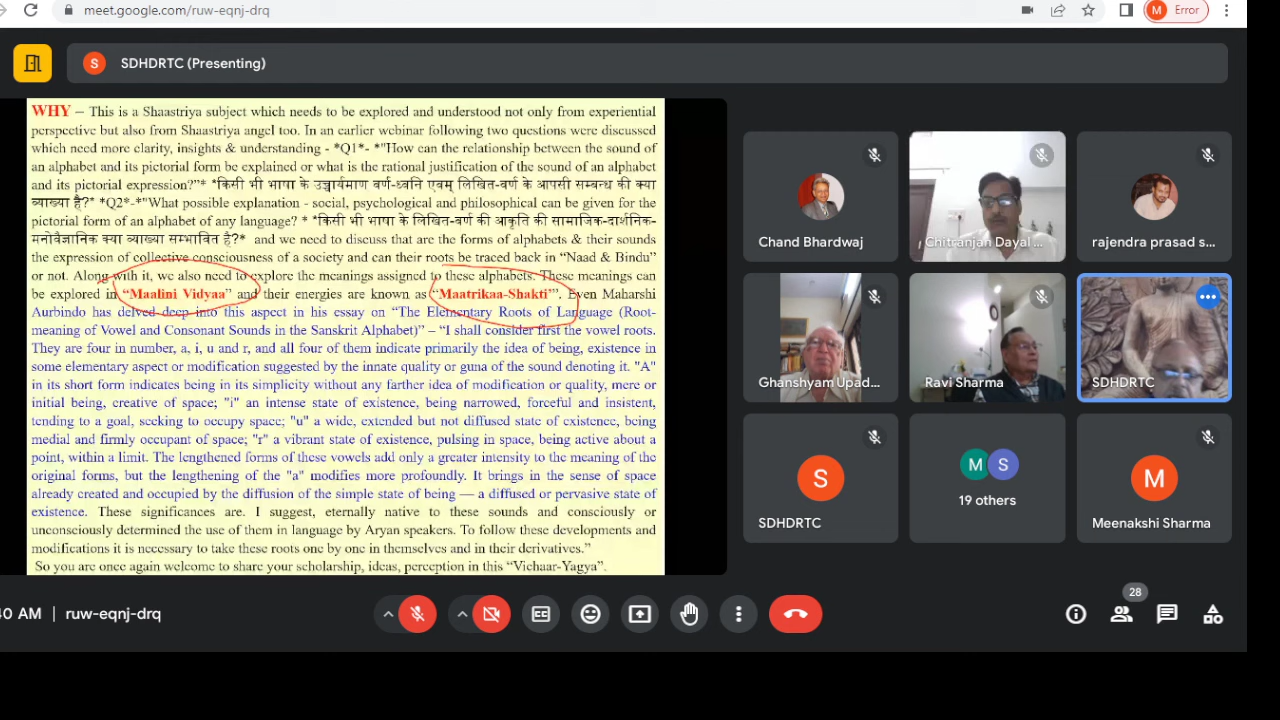 meet.google.com/ruw-eqnj-drq
M Error
S SDHDRTC (Presenting)
WHY – This is a Shaastriya subject which needs to be explored and understood not only from experiential
perspective but also from Shaastriya angel too. In an earlier webinar following two questions were discussed
which need more clarity, insights & understanding - *Q1*- *"How can the relationship between the sound of
an alphabet and its pictorial form be explained or what is the rational justification of the sound of an alphabet
and its pictorial expression?"* *किसी भी भाषा के उच्चार्यमाण वर्ण-ध्वनि एवम् लिखित-वर्ण के आपसी सम्बन्ध की क्या
व्याख्या है?* *Q2*-*"What possible explanation - social, psychological and philosophical can be given for the
pictorial form of an alphabet of any language? * *किसी भी भाषा के लिखित-वर्ण की आकृति की सामाजिक-दार्शनिक-
मनोवैज्ञानिक क्या व्याख्या सम्भावित है?* and we need to discuss that are the forms of alphabets & their sounds
the expression of collective consciousness of a society and can their roots be traced back in "Naad & Bindu"
or not. Along with it, we also need to explore the meanings assigned to these alphabets. These meanings can
be explored in "Maalini Vidyaa" and their energies are known as "Maatrikaa-Shakti"'. Even Maharshi
Aurbindo has delved deep into this aspect in his essay on "The Elementary Roots of Language (Root-
meaning of Vowel and Consonant Sounds in the Sanskrit Alphabet)" – "I shall consider first the vowel roots.
They are four in number, a, i, u and r, and all four of them indicate primarily the idea of being, existence in
some elementary aspect or modification suggested by the innate quality or guna of the sound denoting it. "A"
in its short form indicates being in its simplicity without any farther idea of modification or quality, mere or
initial being, creative of space; "i" an intense state of existence, being narrowed, forceful and insistent,
tending to a goal, seeking to occupy space; "u" a wide, extended but not diffused state of existence, being
medial and firmly occupant of space; "r" a vibrant state of existence, pulsing in space, being active about a
point, within a limit. The lengthened forms of these vowels add only a greater intensity to the meaning of the
original forms, but the lengthening of the "a" modifies more profoundly. It brings in the sense of space
already created and occupied by the diffusion of the simple state of being — a diffused or pervasive state of
existence. These significances are. I suggest, eternally native to these sounds and consciously or
unconsciously determined the use of them in language by Aryan speakers. To follow these developments and
modifications it is necessary to take these roots one by one in themselves and in their derivatives."
So you are once again welcome to share your scholarship, ideas, perception in this "Vichaar-Yagya".
Chand Bhardwaj
Chitranjan Dayal ...
rajendra prasad s...
Ghanshyam Upad...
Ravi Sharma
SDHDRTC
S
SDHDRTC
M S
19 others
M
Meenakshi Sharma
40 AM | ruw-eqnj-drq
28